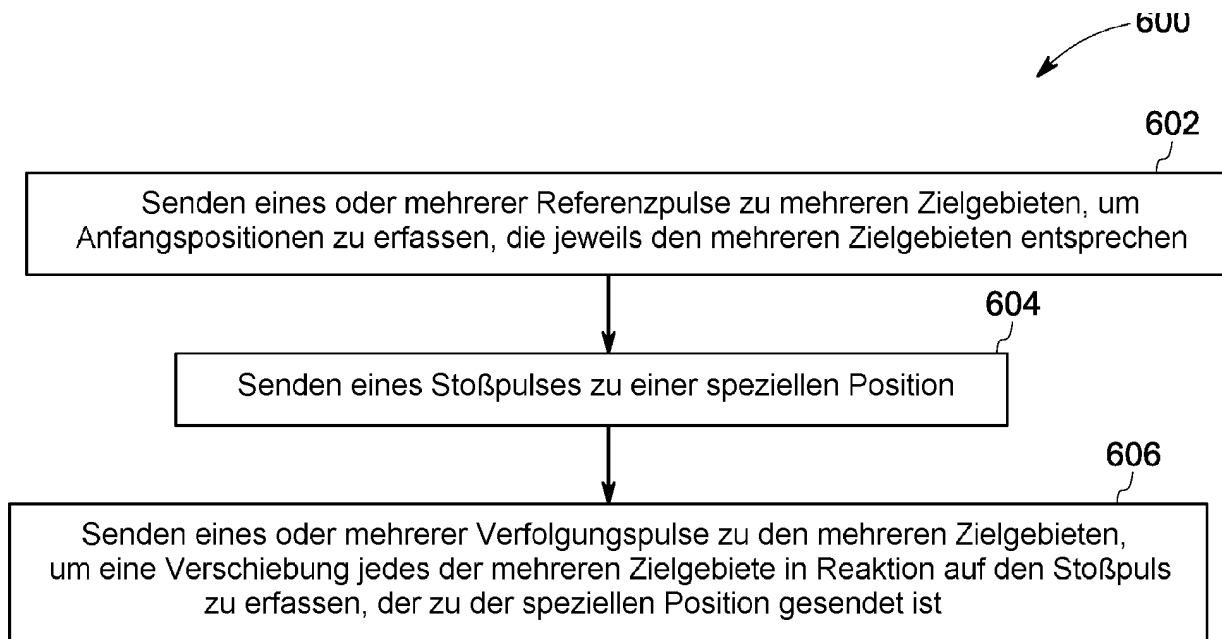 600
602
Senden eines oder mehrerer Referenzpulse zu mehreren Zielgebieten, um
Anfangspositionen zu erfassen, die jeweils den mehreren Zielgebieten entsprechen
604
Senden eines Stoßpulses zu einer speziellen Position
606
Senden eines oder mehrerer Verfolgungspulse zu den mehreren Zielgebieten,
um eine Verschiebung jedes der mehreren Zielgebiete in Reaktion auf den Stoßpuls
zu erfassen, der zu der speziellen Position gesendet ist